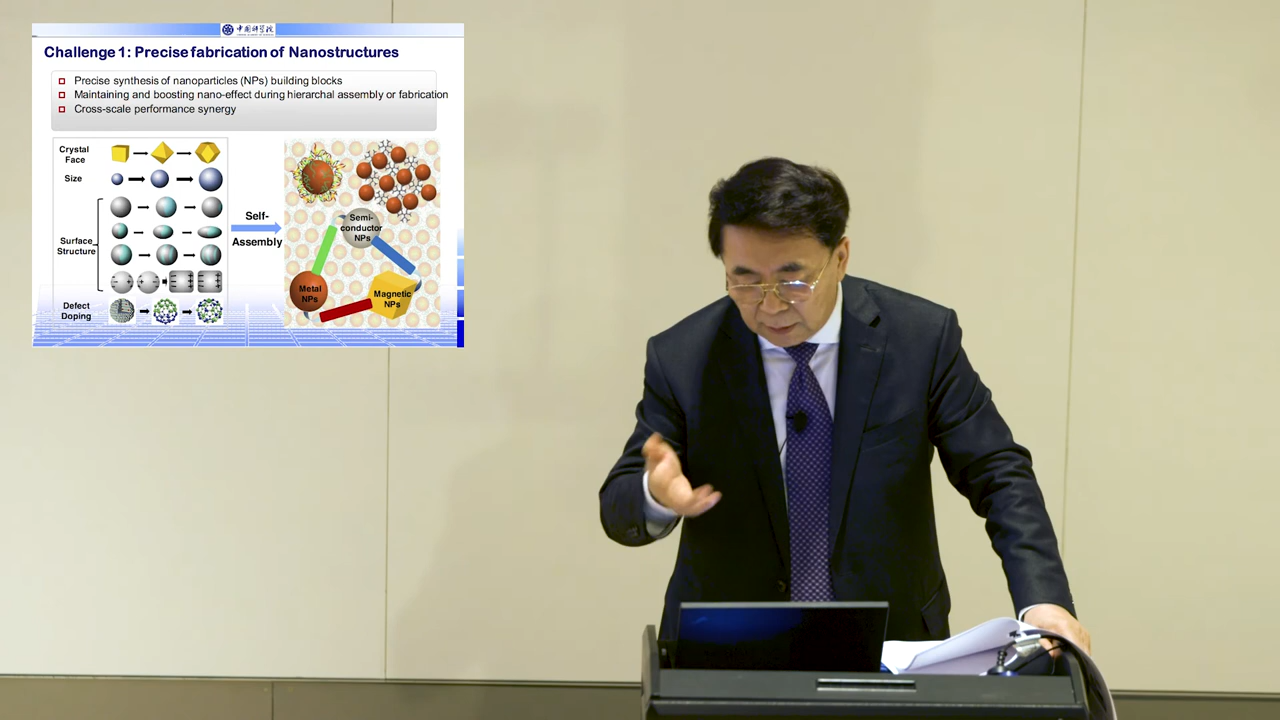 中国科学院
Challenge 1: Precise fabrication of Nanostructures
Precise synthesis of nanoparticles (NPs) building blocks
Maintaining and boosting nano-effect during hierarchal assembly or fabrication
Cross-scale performance synergy
Crystal
Face
Size
Surface
Structure
Defect
Doping
Self-
Assembly
Semi-
conductor
NPs
Metal
NPs
Magnetic
NPs